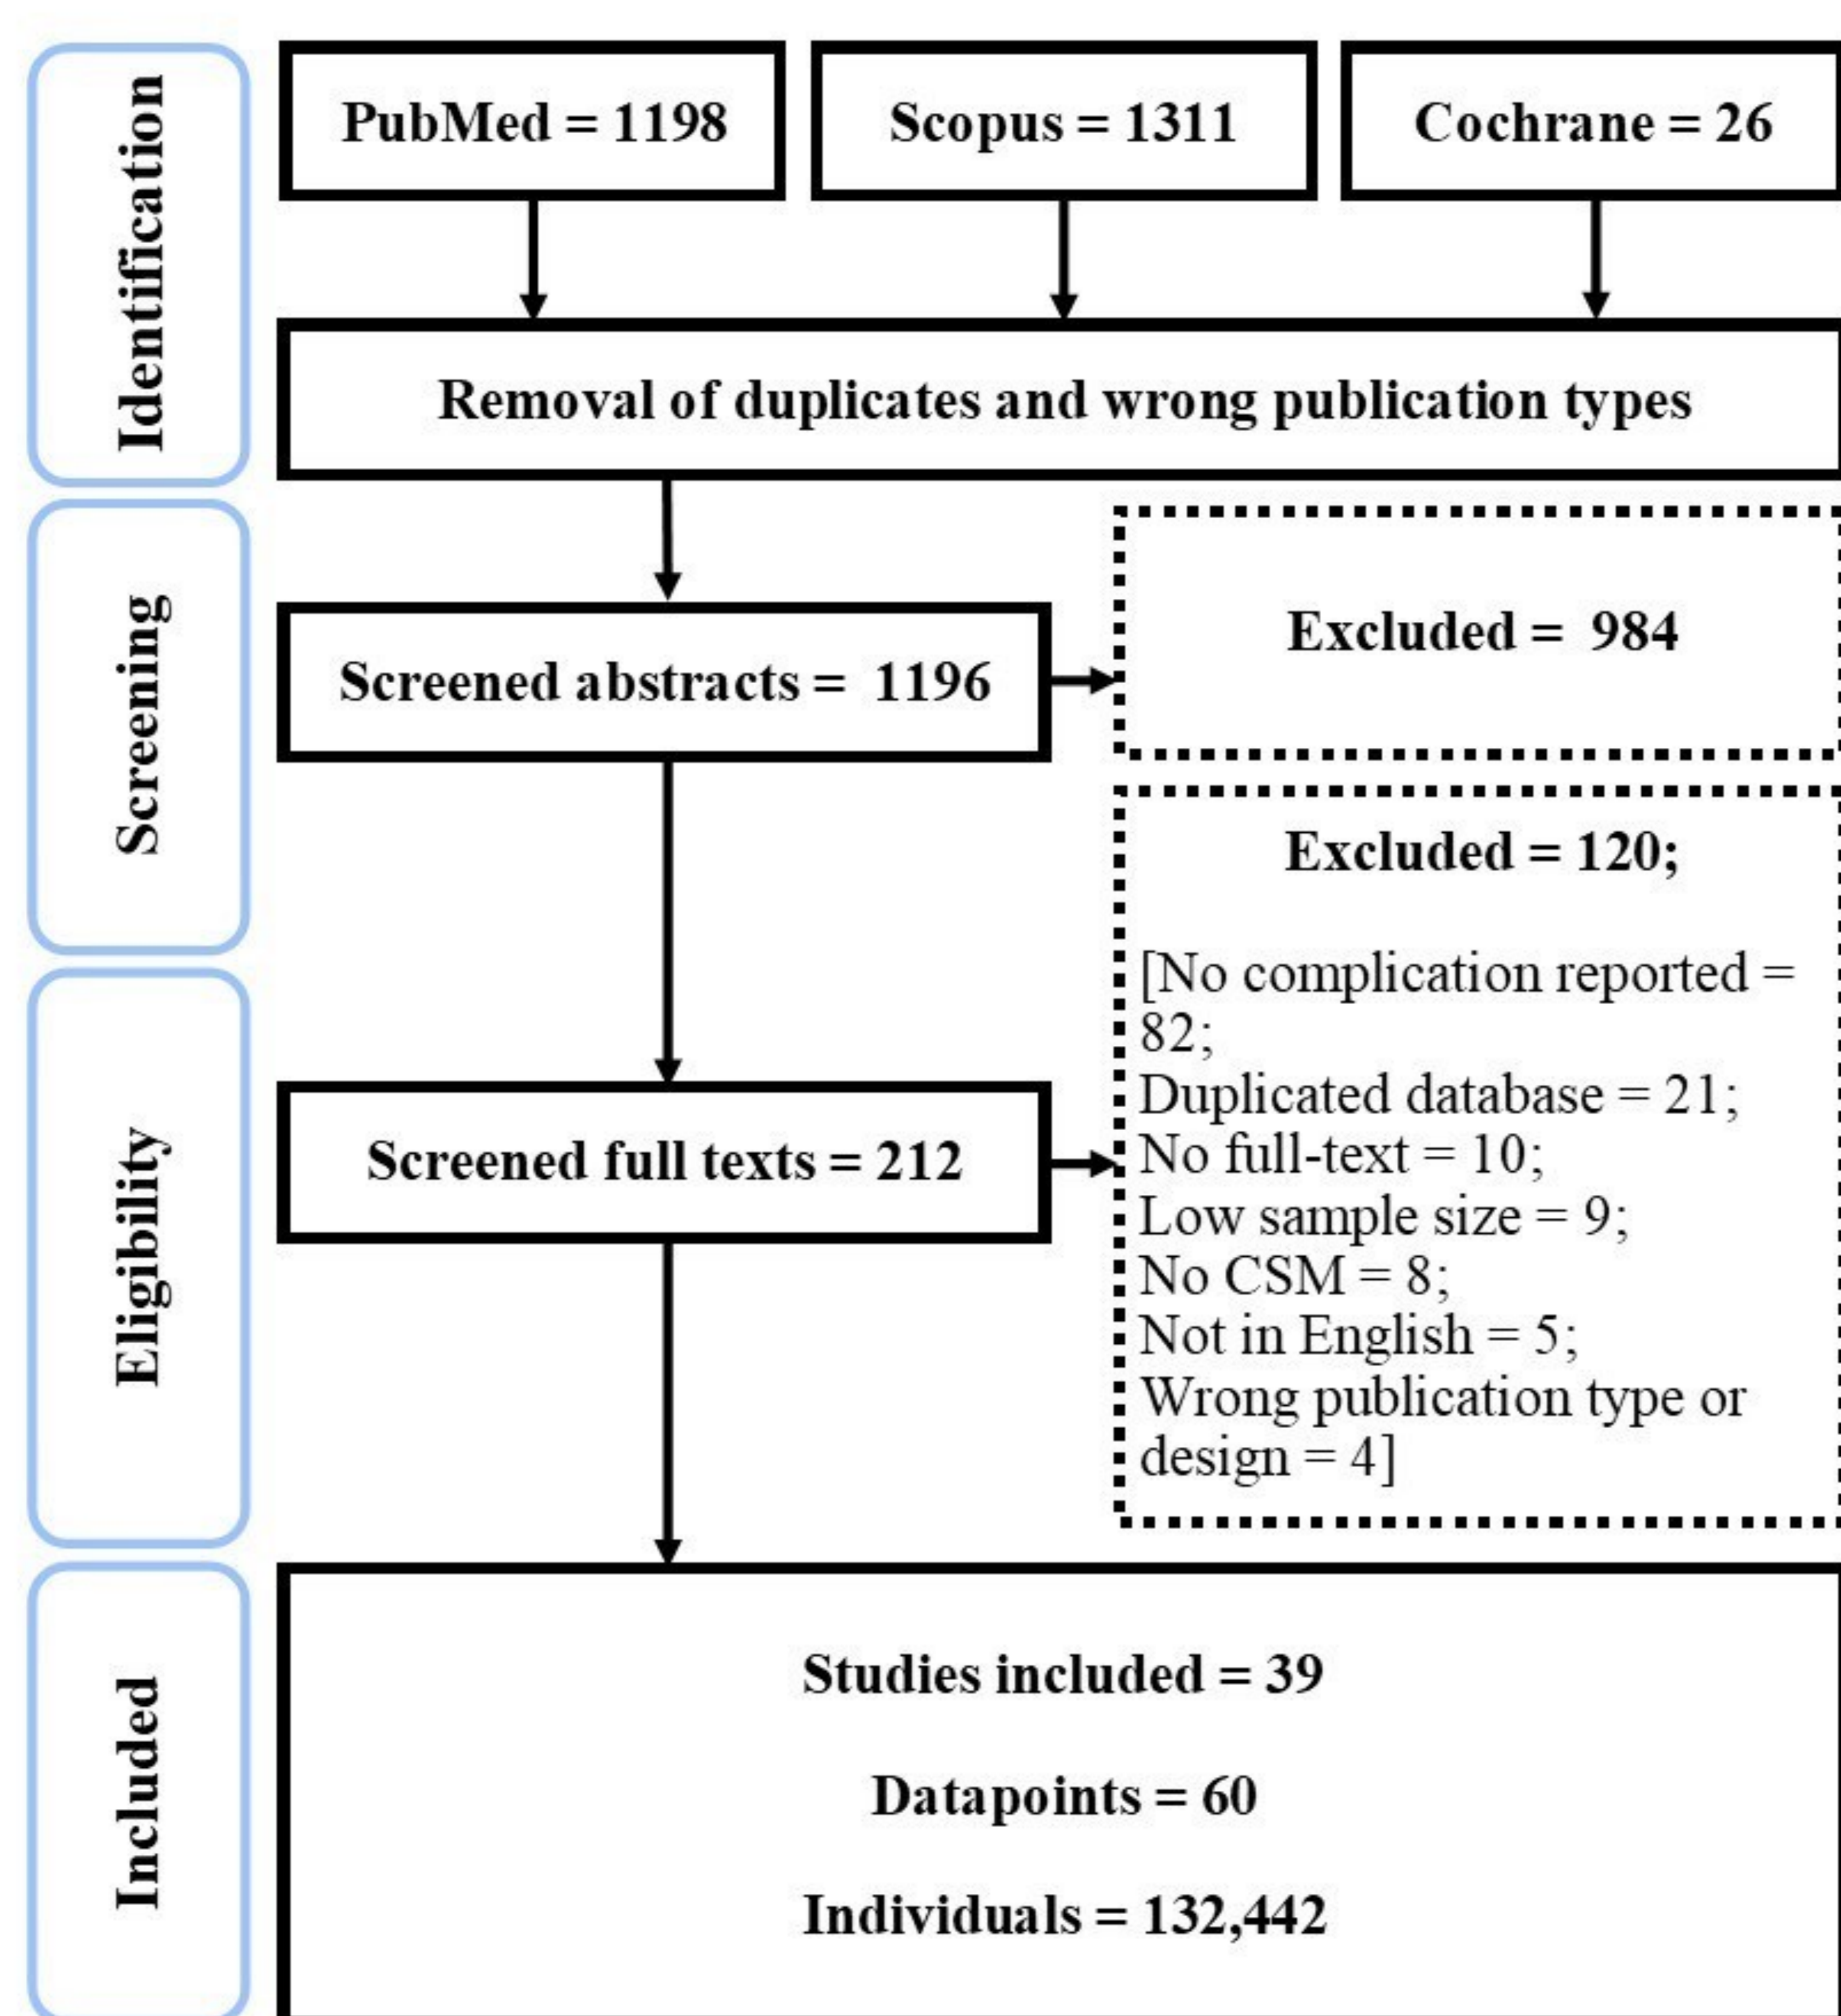 Identification
PubMed = 1198
Scopus = 1311
Cochrane = 26
Removal of duplicates and wrong publication types
Screening
Screened abstracts = 1196
Excluded = 984
Eligibility
Screened full texts = 212
Excluded = 120;
[No complication reported =
82;
Duplicated database = 21;
No full-text = 10;
Low sample size = 9;
No CSM = 8;
Not in English = 5;
Wrong publication type or
design = 4]
Included
Studies included = 39
Datapoints = 60
Individuals = 132,442